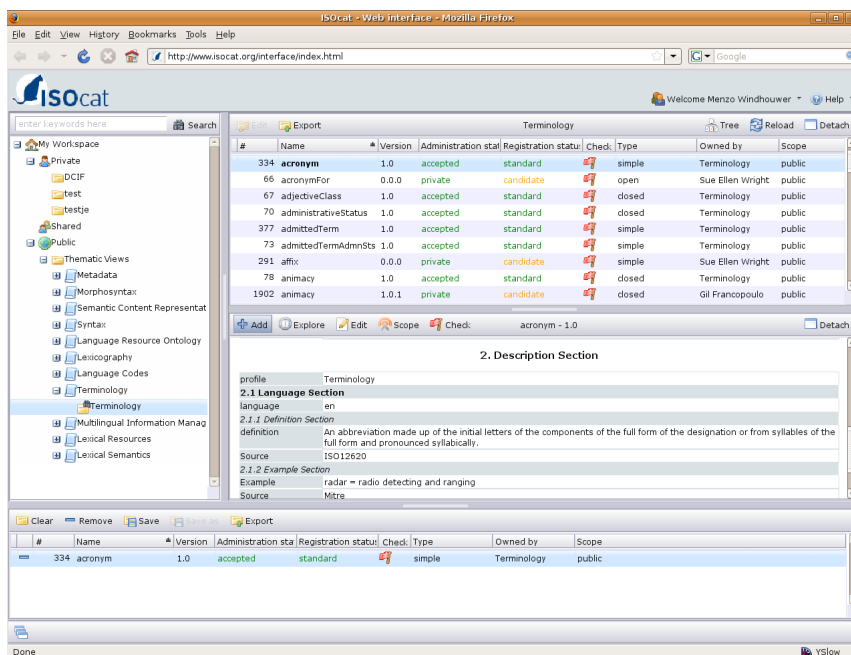 ISOcat - Web interface - Mozilla Firefox
File Edit View History Bookmarks Tools Help
http://www.isocat.org/interface/index.html
Google
ISOcat
Welcome Menzo Windhouwer
Help
enter keywords here Search
My Workspace
Private
DCIF
test
testje
Shared
Public
Thematic Views
Metadata
Morphosyntax
Semantic Content Representat
Syntax
Language Resource Ontology
Lexicography
Language Codes
Terminology
Terminology
Multilingual Information Manag
Lexical Resources
Lexical Semantics
Edit Export Terminology Tree Reload Detach
# Name Version Administration stat Registration statu: Check Type Owned by Scope
334 acronym 1.0 accepted standard simple Terminology public
66 acronymFor 0.0.0 private candidate open Sue Ellen Wright public
67 adjectiveClass 1.0 accepted standard closed Terminology public
70 administrativeStatus 1.0 accepted standard closed Terminology public
377 admittedTerm 1.0 accepted standard simple Terminology public
73 admittedTermAdmnSts 1.0 accepted standard simple Terminology public
291 affix 0.0.0 private candidate simple Sue Ellen Wright public
78 animacy 1.0 accepted standard closed Terminology public
1902 animacy 1.0.1 private candidate closed Gil Francopoulo public
Add Explore Edit Scope Check acronym - 1.0 Detach
2. Description Section
profile Terminology
2.1 Language Section
language en
2.1.1 Definition Section
definition An abbreviation made up of the initial letters of the components of the full form of the designation or from syllables of the
full form and pronounced syllabically.
Source ISO12620
2.1.2 Example Section
Example radar = radio detecting and ranging
Source Mitre
Clear Remove Save Save as Export
# Name Version Administration sta Registration statu: Check Type Owned by Scope
334 acronym 1.0 accepted standard simple Terminology public
Done YSlow